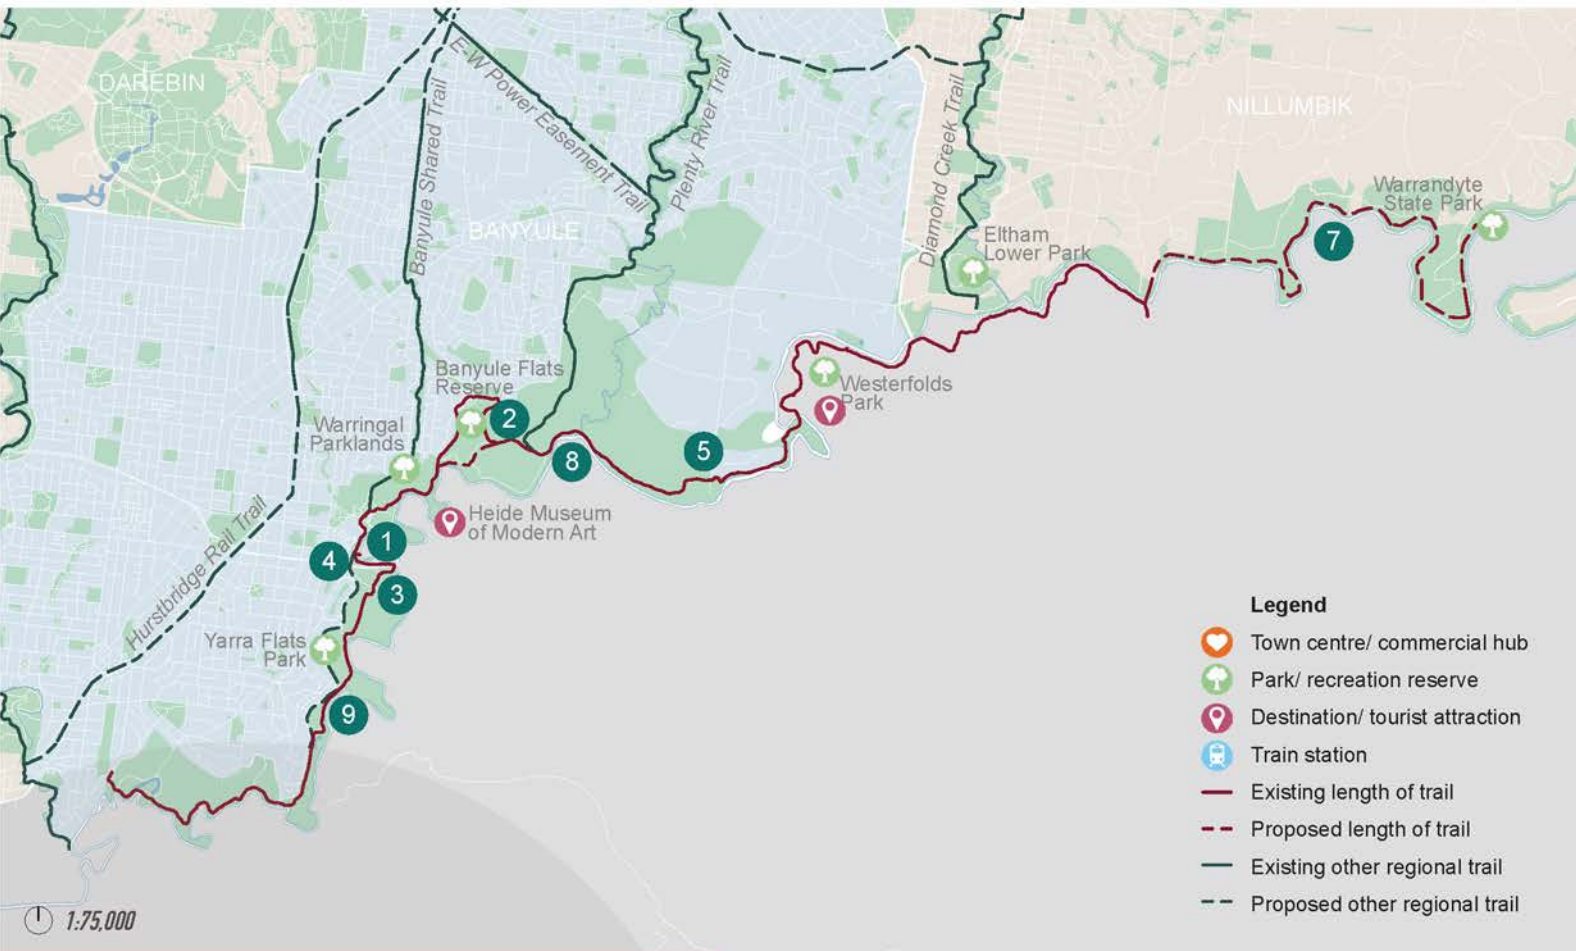 DAREBIN
E-W Power Easement Trail
Banyule Shared Trail
Plenty River Trail
Diamond Creek Trail
NILLUMBIK
BANYULE
Warrandyte
State Park
7
Eltham
Lower Park
Banyule Flats
Reserve
2
Westerfolds
Park
Warringal
Parklands
8
5
Heide Museum
of Modern Art
Hurstbridge Rail Trail
4
1
3
Yarra Flats
Park
9
Legend
Town centre/ commercial hub
Park/ recreation reserve
Destination/ tourist attraction
Train station
Existing length of trail
Proposed length of trail
Existing other regional trail
Proposed other regional trail
1:75,000